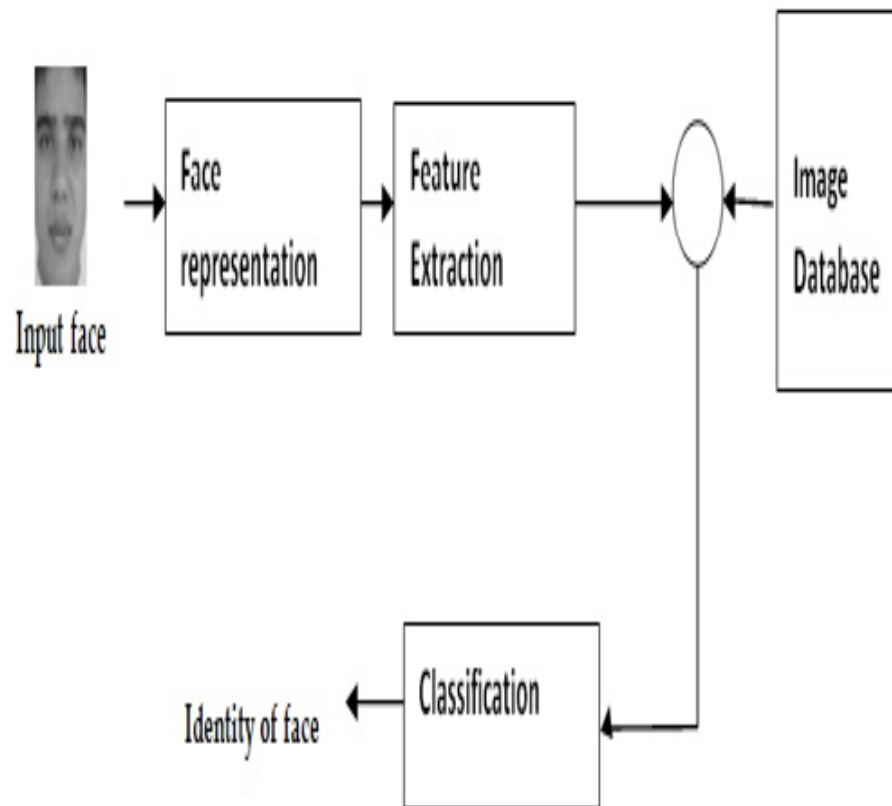 Input face
Face
representation
Feature
Extraction
Image
Database
Classification
Identity of face